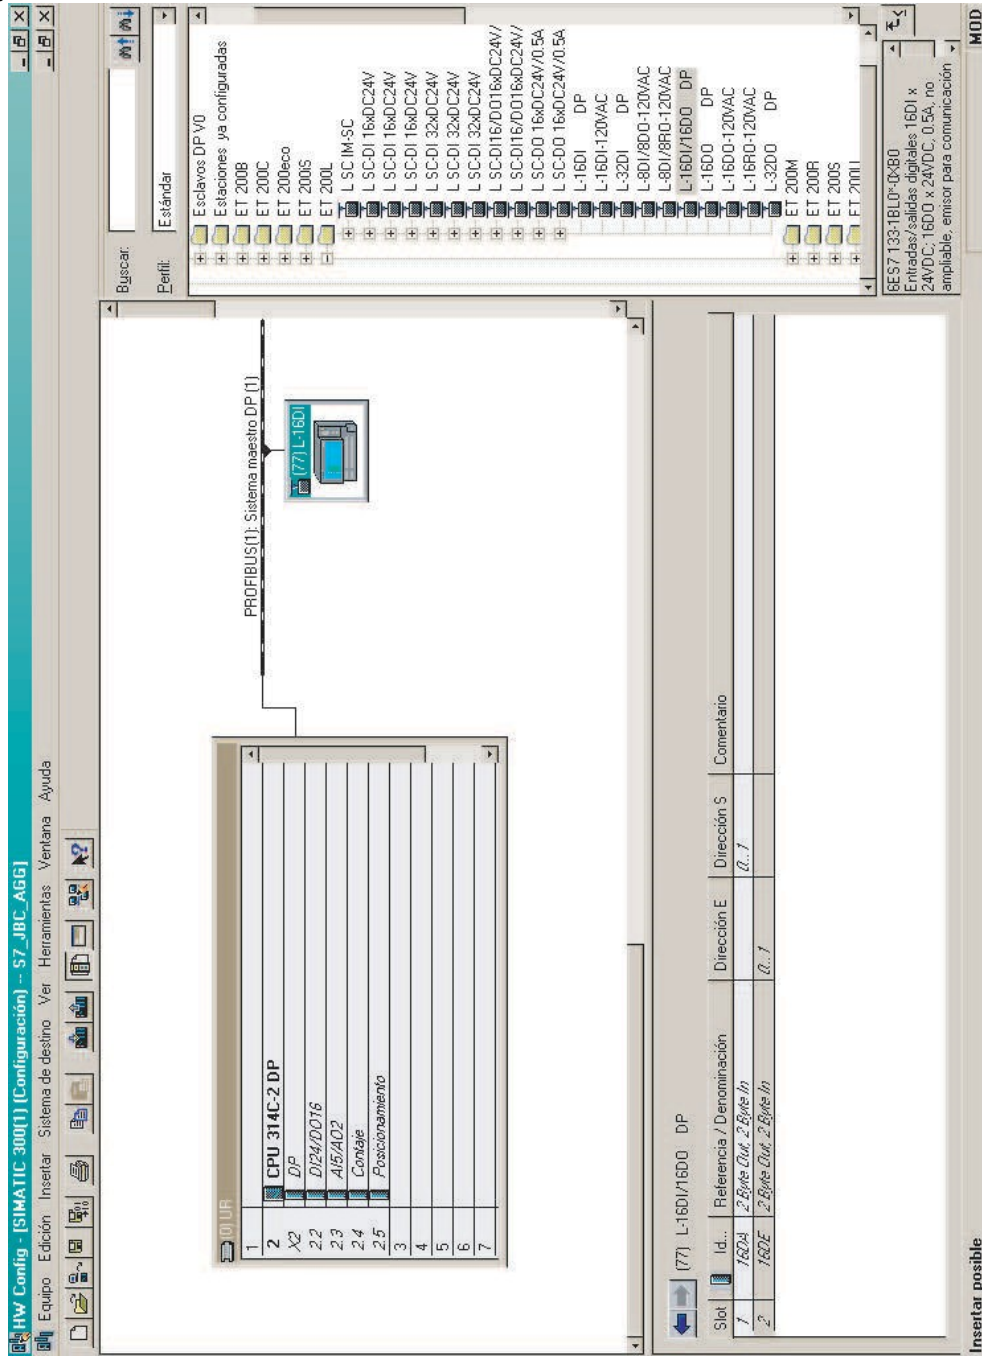 HW Config - [SIMATIC 300(1) (Configuración) -- S7_JBC_AGG]
Equipo Edición Insertar Sistema de destino Ver Herramientas Ventana Ayuda
(0) UR
1
2 CPU 314C-2 DP
X2 DP
2.2 DI24/DO16
2.3 AI5/AO2
2.4 Contaje
2.5 Posicionamiento
3
4
5
6
7
PROFIBUS(1): Sistema maestro DP (1)
(77) L-16DI
Buscar:
Perfil: Estándar
Esclavos DP V0
Estaciones ya configuradas
ET 200B
ET 200C
ET 200eco
ET 200iS
ET 200L
L SC IM-SC
L SC-DI 16xDC24V
L SC-DI 16xDC24V
L SC-DI 16xDC24V
L SC-DI 32xDC24V
L SC-DI 32xDC24V
L SC-DI 32xDC24V
L SC-DI16/DO16xDC24V/
L SC-DI16/DO16xDC24V/
L SC-DO 16xDC24V/0.5A
L SC-DO 16xDC24V/0.5A
L-16DI DP
L-16DI-120VAC
L-32DI DP
L-8DI/8DO-120VAC
L-8DI/8RO-120VAC
L-16DI/16DO DP
L-16DO DP
L-16DO-120VAC
L-16RO-120VAC
L-32DO DP
ET 200M
ET 200R
ET 200S
ET 200U
6ES7 133-1BL0*-0XB0
Entradas/salidas digitales 16DI x
24VDC; 16DO x 24VDC, 0.5A, no
ampliable, emisor para comunicación
(77) L-16DI/16DO DP
Slot Id... Referencia / Denominación Dirección E Dirección S Comentario
1 16DA 2 Byte Out, 2 Byte In 0..1
2 16DE 2 Byte Out, 2 Byte In 0..1
Insertar posible MOD